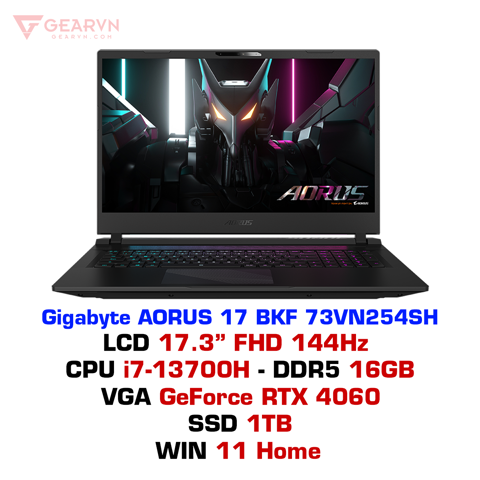 GEARVN
GEARVN.COM
AORUS
AORUS
Gigabyte AORUS 17 BKF 73VN254SH
LCD 17.3” FHD 144Hz
CPU i7-13700H - DDR5 16GB
VGA GeForce RTX 4060
SSD 1TB
WIN 11 Home